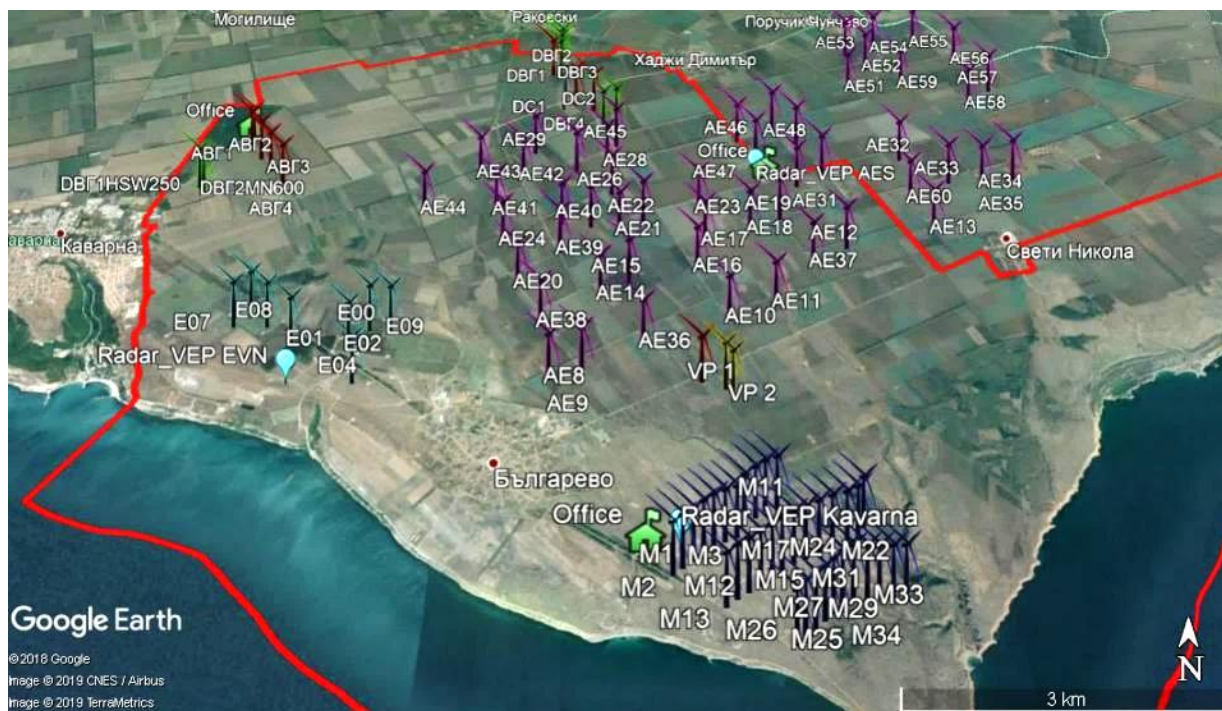 Могилище
Раковски
Поручик Чунчево
AE53
AE54
AE55
AE52
AE56
AE51
AE59
AE57
AE58
DBГ2
DBГ1
DBГ3
Хаджи Димитър
DC1
DC2
DBГ4
Office
AE29
AE45
AE46
AE48
AE32
ABГ1
ABГ2
ABГ3
AE28
Office
AE33
AE34
AE43
AE42
AE26
AE47
Radar_VEP AES
DBГ1HSW250
DBГ2MN600
ABГ4
AE44
AE41
AE40
AE22
AE23
AE19
AE31
AE60
AE35
AE21
AE18
AE13
Каварна
AE24
AE39
AE17
AE12
Свети Никола
AE15
AE16
AE37
AE20
AE14
AE11
E07
E08
E00
E09
AE38
AE10
E01
E02
AE36
Radar_VEP EVN
E04
AE8
VP 1
AE9
VP 2
Българево
M11
Office
Radar_VEP Kavarna
M1
M3
M17
M24
M22
M2
M12
M15
M31
M33
M13
M27
M29
M26
M25
M34
Google Earth
© 2018 Google
Image © 2019 CNES / Airbus
Image © 2019 TerraMetrics
3 km
N